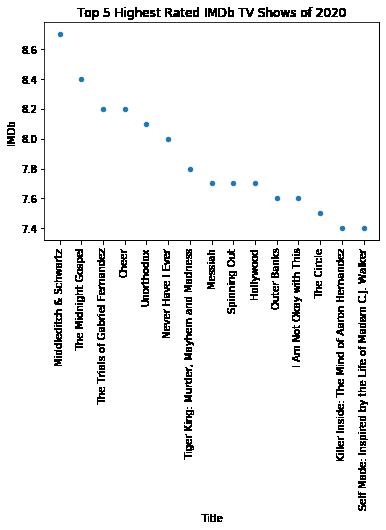 Top 5 Highest Rated IMDb TV Shows of 2020
8.6
8.4
8.2
8.0
7.8
7.6
7.4
IMDb
Middleditch & Schwartz
The Midnight Gospel
The Trials of Gabriel Fernandez
Cheer
Unorthodox
Never Have I Ever
Tiger King: Murder, Mayhem and Madness
Messiah
Spinning Out
Hollywood
Outer Banks
I Am Not Okay with This
The Circle
Killer Inside: The Mind of Aaron Hernandez
Self Made: Inspired by the Life of Madam C.J. Walker
Title